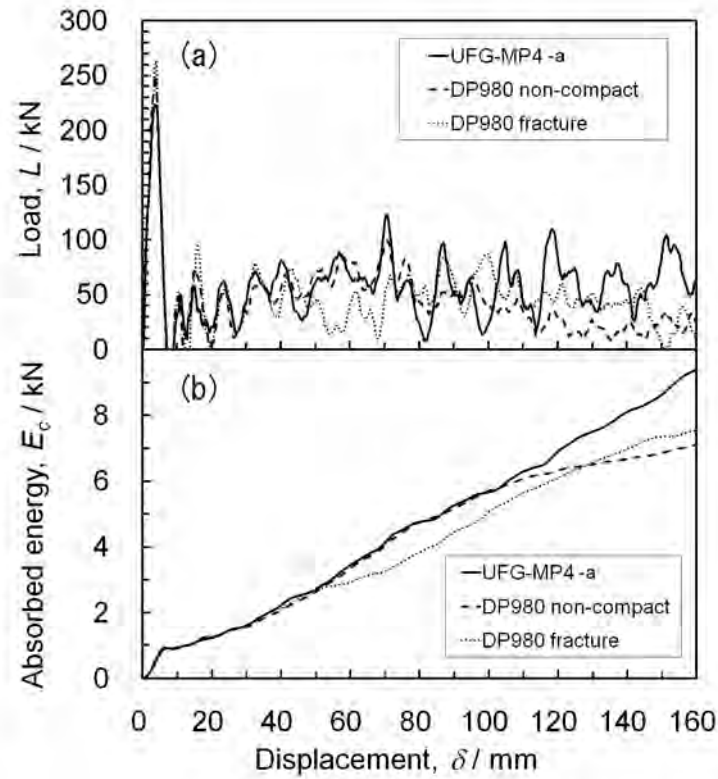 (a)
UFG-MP4 -a
DP980 non-compact
DP980 fracture
Load, L / kN
300
250
200
150
100
50
0
(b)
UFG-MP4 -a
DP980 non-compact
DP980 fracture
Absorbed energy, Ec / kN
8
6
4
2
0
0 20 40 60 80 100 120 140 160
Displacement, δ / mm